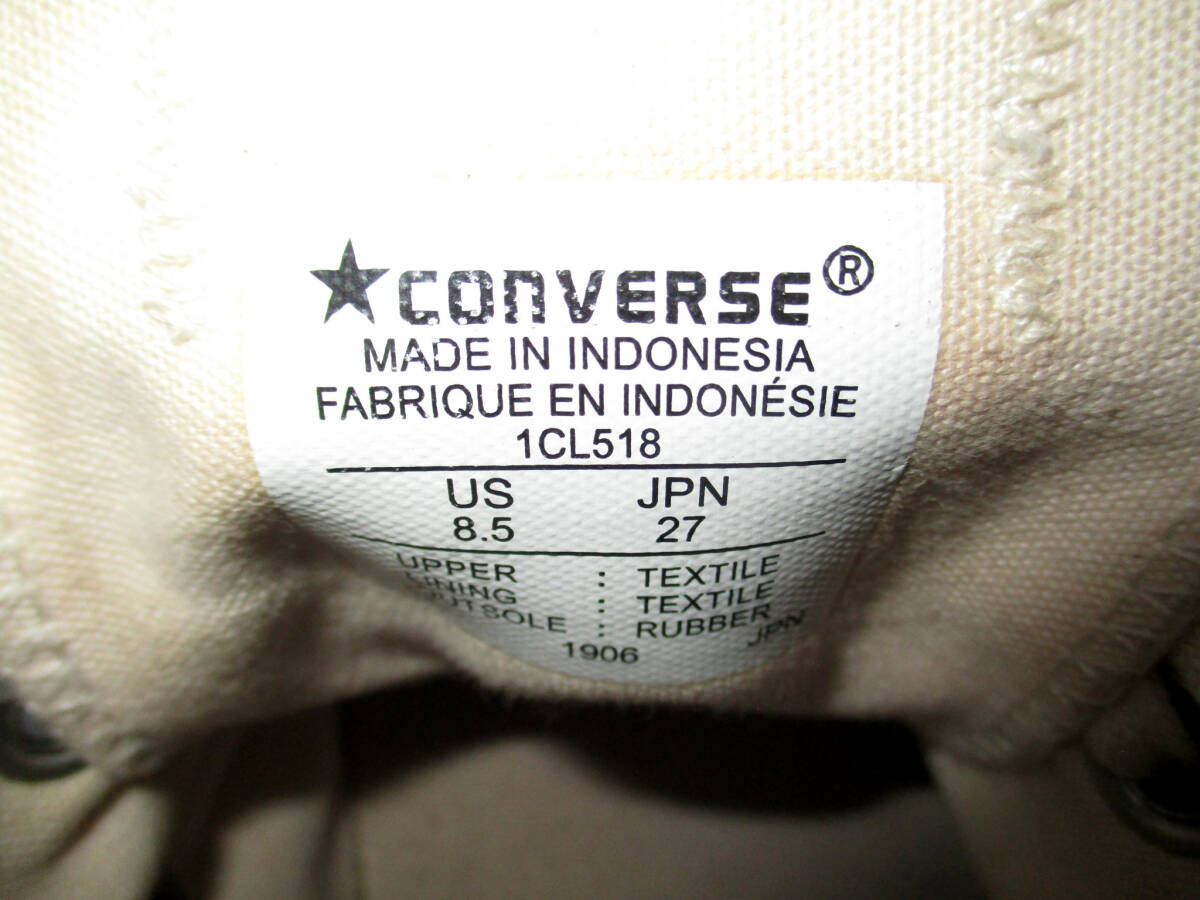 ★CONVERSE®
MADE IN INDONESIA
FABRIQUE EN INDONÉSIE
1CL518
US JPN
8.5 27
UPPER : TEXTILE
LINING : TEXTILE
OUTSOLE : RUBBER
1906 JPN